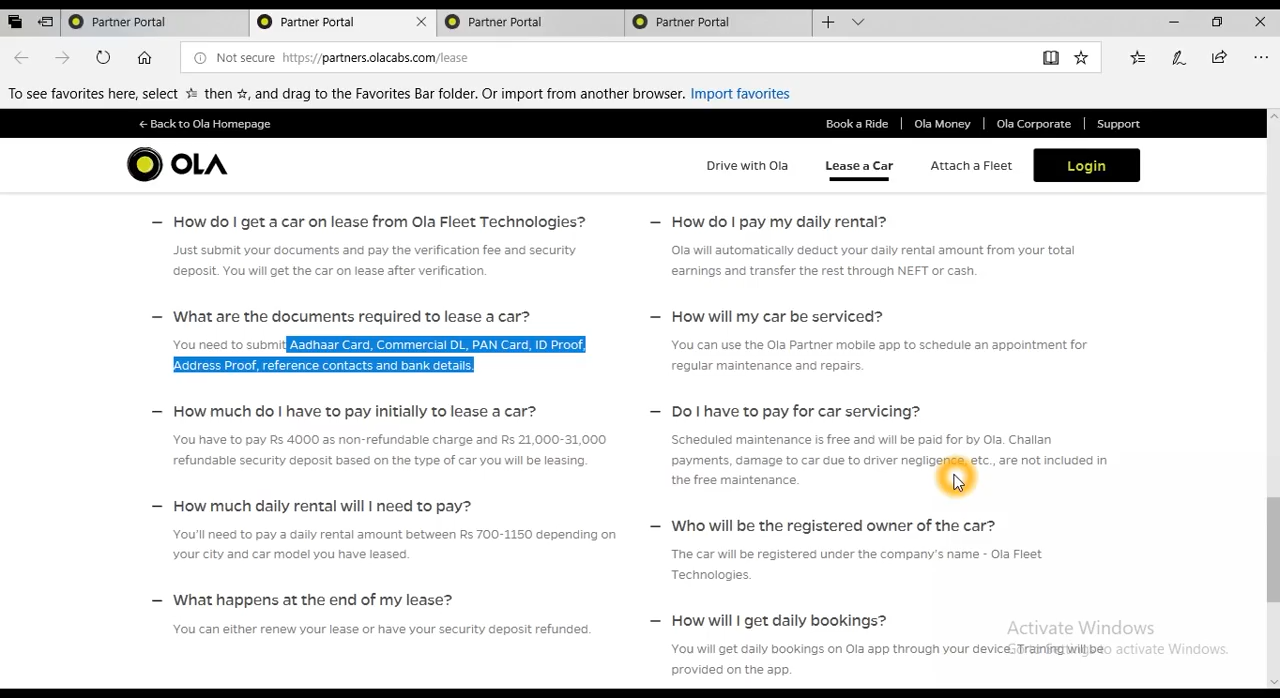 Partner Portal
Partner Portal
Partner Portal
Partner Portal
Not secure https://partners.olacabs.com/lease
To see favorites here, select ☆ then ☆, and drag to the Favorites Bar folder. Or import from another browser. Import favorites
← Back to Ola Homepage
Book a Ride | Ola Money | Ola Corporate | Support
OLA
Drive with Ola
Lease a Car
Attach a Fleet
Login
— How do I get a car on lease from Ola Fleet Technologies?
Just submit your documents and pay the verification fee and security
deposit. You will get the car on lease after verification.
— What are the documents required to lease a car?
You need to submit Aadhaar Card, Commercial DL, PAN Card, ID Proof,
Address Proof, reference contacts and bank details.
— How much do I have to pay initially to lease a car?
You have to pay Rs 4000 as non-refundable charge and Rs 21,000-31,000
refundable security deposit based on the type of car you will be leasing.
— How much daily rental will I need to pay?
You'll need to pay a daily rental amount between Rs 700-1150 depending on
your city and car model you have leased.
— What happens at the end of my lease?
You can either renew your lease or have your security deposit refunded.
— How do I pay my daily rental?
Ola will automatically deduct your daily rental amount from your total
earnings and transfer the rest through NEFT or cash.
— How will my car be serviced?
You can use the Ola Partner mobile app to schedule an appointment for
regular maintenance and repairs.
— Do I have to pay for car servicing?
Scheduled maintenance is free and will be paid for by Ola. Challan
payments, damage to car due to driver negligence, etc., are not included in
the free maintenance.
— Who will be the registered owner of the car?
The car will be registered under the company's name - Ola Fleet
Technologies.
— How will I get daily bookings?
You will get daily bookings on Ola app through your device. Training will be
provided on the app.
Activate Windows
Go to Settings to activate Windows.